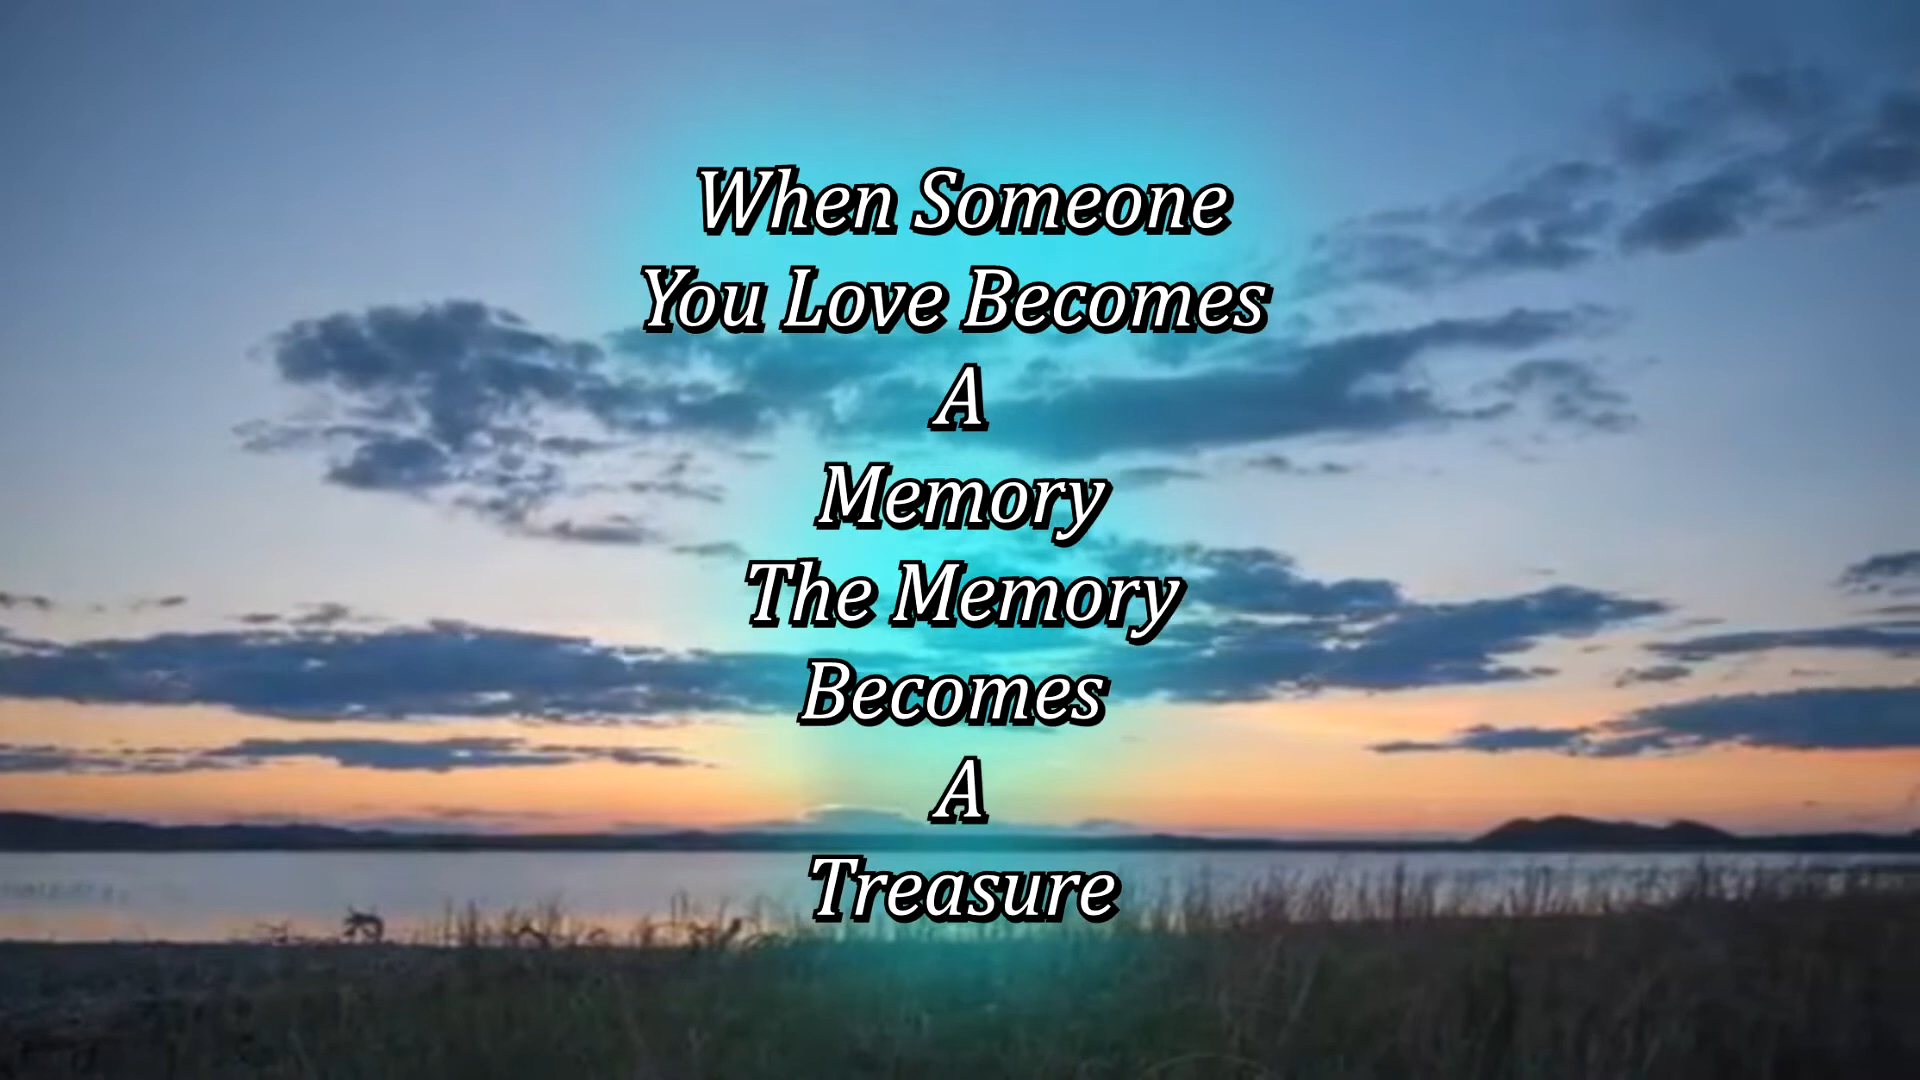 When Someone
You Love Becomes
A
Memory
The Memory
Becomes
A
Treasure